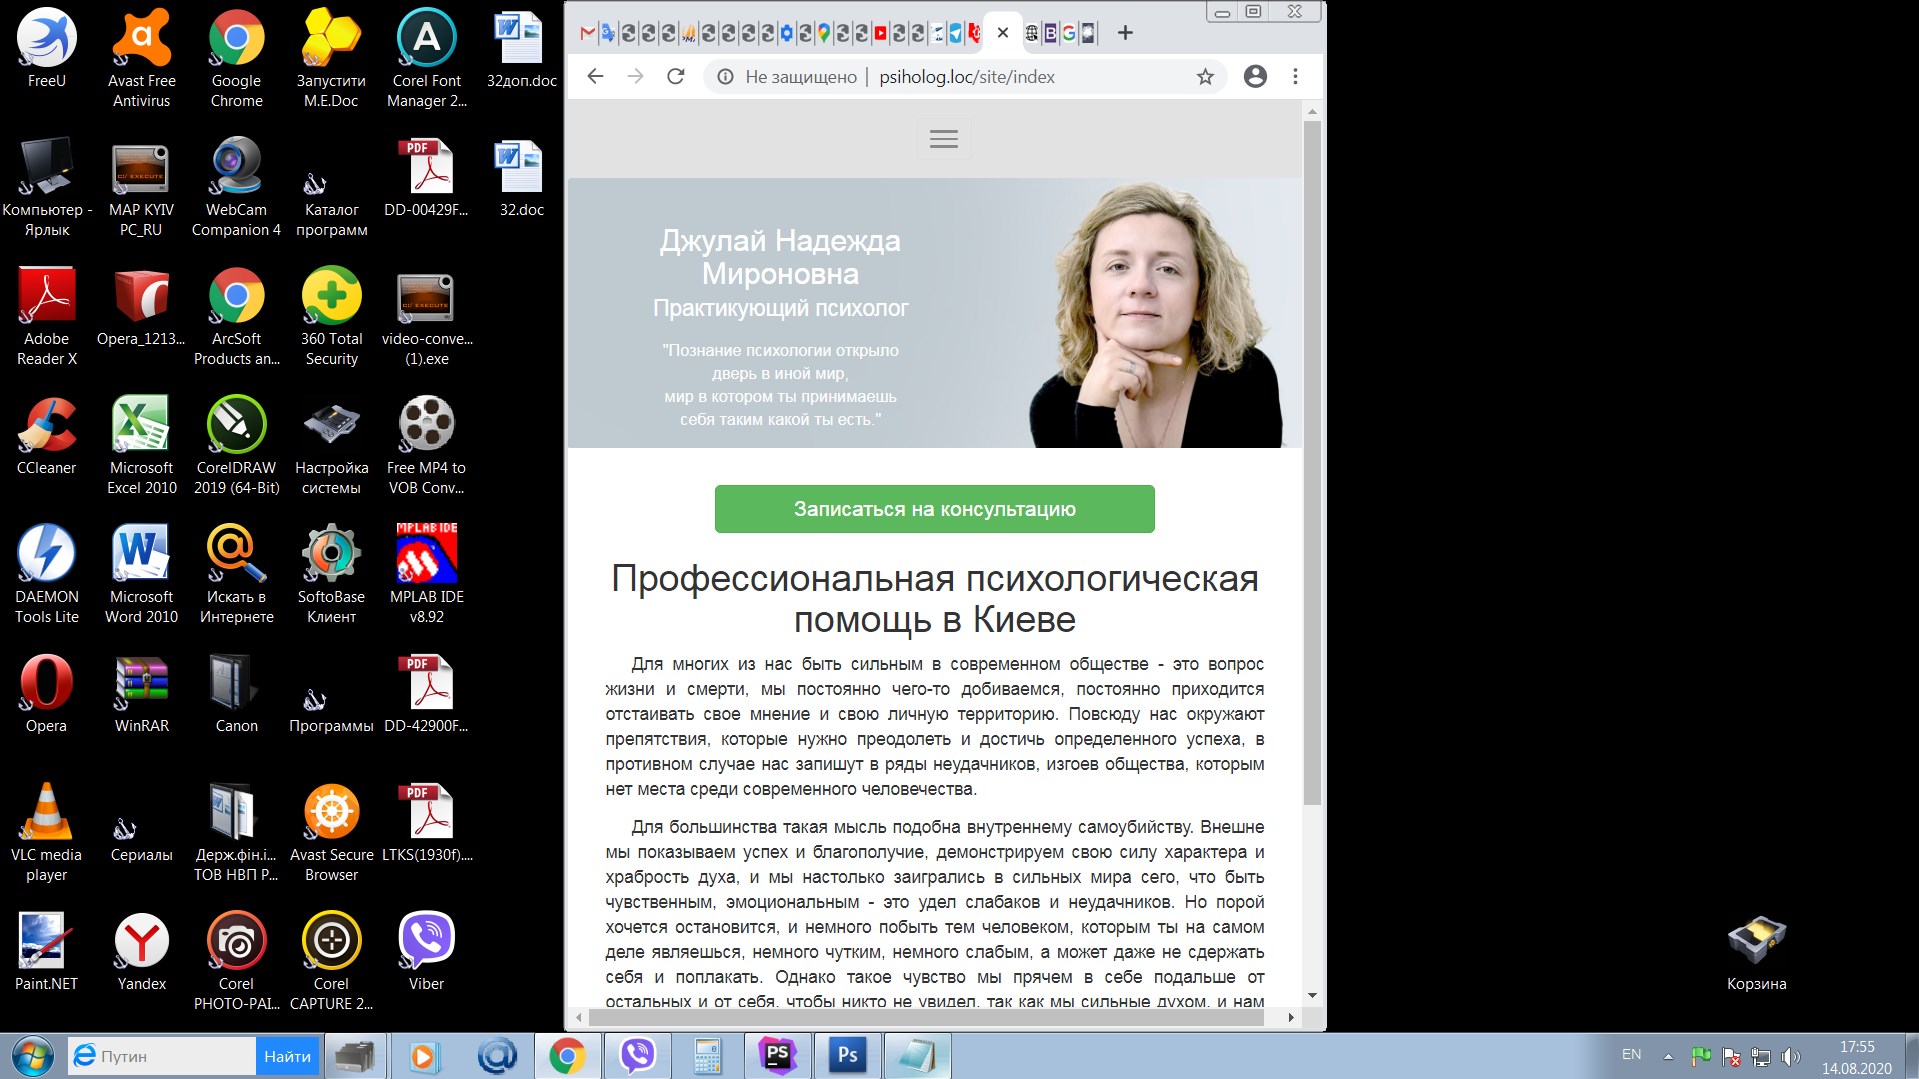 FreeU
Avast Free
Antivirus
Google
Chrome
Запустити
M.E.Doc
Corel Font
Manager 2...
32доп.doc
Компьютер -
Ярлык
MAP KYIV
PC_RU
WebCam
Companion 4
Каталог
программ
DD-00429F...
32.doc
Adobe
Reader X
Opera_1213...
ArcSoft
Products an...
360 Total
Security
video-conve...
(1).exe
CCleaner
Microsoft
Excel 2010
CorelDRAW
2019 (64-Bit)
Настройка
системы
Free MP4 to
VOB Conv...
DAEMON
Tools Lite
Microsoft
Word 2010
Искать в
Интернете
SoftoBase
Клиент
MPLAB IDE
MPLAB IDE
v8.92
Opera
WinRAR
Canon
Программы
DD-42900F...
VLC media
player
Сериалы
Держ.фін.і...
ТОВ НВП Р...
Avast Secure
Browser
LTKS(1930f)....
Paint.NET
Yandex
Corel
PHOTO-PAI...
Corel
CAPTURE 2...
Viber
Не защищено | psiholog.loc/site/index
Джулай Надежда
Мироновна
Практикующий психолог
"Познание психологии открыло
дверь в иной мир,
мир в котором ты принимаешь
себя таким какой ты есть."
Записаться на консультацию
Профессиональная психологическая
помощь в Киеве
Для многих из нас быть сильным в современном обществе - это вопрос
жизни и смерти, мы постоянно чего-то добиваемся, постоянно приходится
отстаивать свое мнение и свою личную территорию. Повсюду нас окружают
препятствия, которые нужно преодолеть и достичь определенного успеха, в
противном случае нас запишут в ряды неудачников, изгоев общества, которым
нет места среди современного человечества.
Для большинства такая мысль подобна внутреннему самоубийству. Внешне
мы показываем успех и благополучие, демонстрируем свою силу характера и
храбрость духа, и мы настолько заигрались в сильных мира сего, что быть
чувственным, эмоциональным - это удел слабаков и неудачников. Но порой
хочется остановится, и немного побыть тем человеком, которым ты на самом
деле являешься, немного чутким, немного слабым, а может даже не сдержать
себя и поплакать. Однако такое чувство мы прячем в себе подальше от
остальных и от себя, чтобы никто не увидел, так как мы сильные духом, и нам
Корзина
Путин
Найти
PS
Ps
EN
17:55
14.08.2020